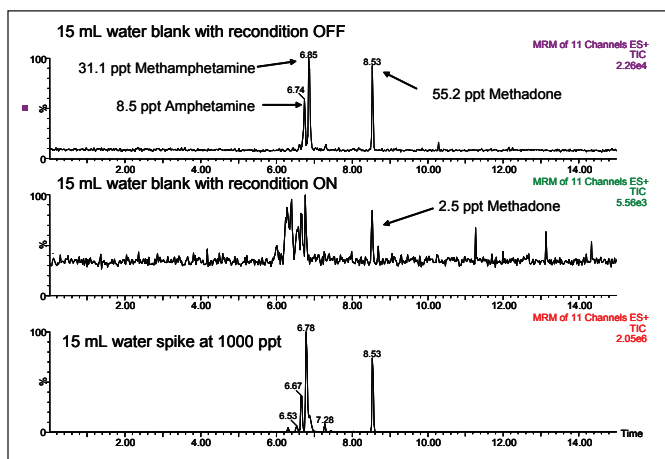 15 mL water blank with recondition OFF
MRM of 11 Channels ES+
TIC
2.26e4
100
%
0
31.1 ppt Methamphetamine
6.85
6.74
8.5 ppt Amphetamine
8.53
55.2 ppt Methadone
2.00 4.00 6.00 8.00 10.00 12.00 14.00
15 mL water blank with recondition ON
MRM of 11 Channels ES+
TIC
5.56e3
100
%
0
2.5 ppt Methadone
2.00 4.00 6.00 8.00 10.00 12.00 14.00
MRM of 11 Channels ES+
TIC
2.05e6
15 mL water spike at 1000 ppt
100
%
0
6.78
6.67
6.53
7.28
8.53
Time
2.00 4.00 6.00 8.00 10.00 12.00 14.00